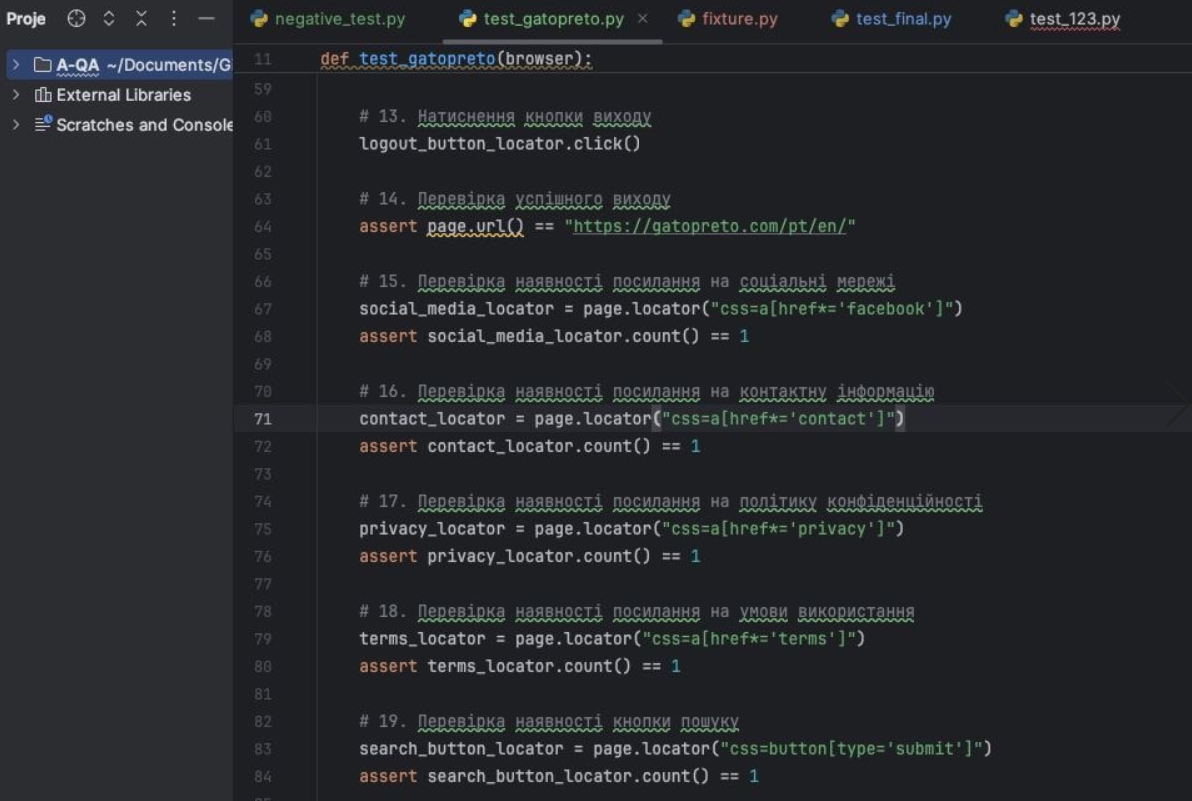 Proje
negative_test.py
test_gatopreto.py
fixture.py
test_final.py
test_123.py
A-QA ~/Documents/G
External Libraries
Scratches and Console
11 def test_gatopreto(browser):
59
60 # 13. Натиснення кнопки виходу
61 logout_button_locator.click()
62
63 # 14. Перевірка успішного виходу
64 assert page.url() == "https://gatopreto.com/pt/en/"
65
66 # 15. Перевірка наявності посилання на соціальні мережі
67 social_media_locator = page.locator("css=a[href*='facebook']")
68 assert social_media_locator.count() == 1
69
70 # 16. Перевірка наявності посилання на контактну інформацію
71 contact_locator = page.locator("css=a[href*='contact']")
72 assert contact_locator.count() == 1
73
74 # 17. Перевірка наявності посилання на політику конфіденційності
75 privacy_locator = page.locator("css=a[href*='privacy']")
76 assert privacy_locator.count() == 1
77
78 # 18. Перевірка наявності посилання на умови використання
79 terms_locator = page.locator("css=a[href*='terms']")
80 assert terms_locator.count() == 1
81
82 # 19. Перевірка наявності кнопки пошуку
83 search_button_locator = page.locator("css=button[type='submit']")
84 assert search_button_locator.count() == 1